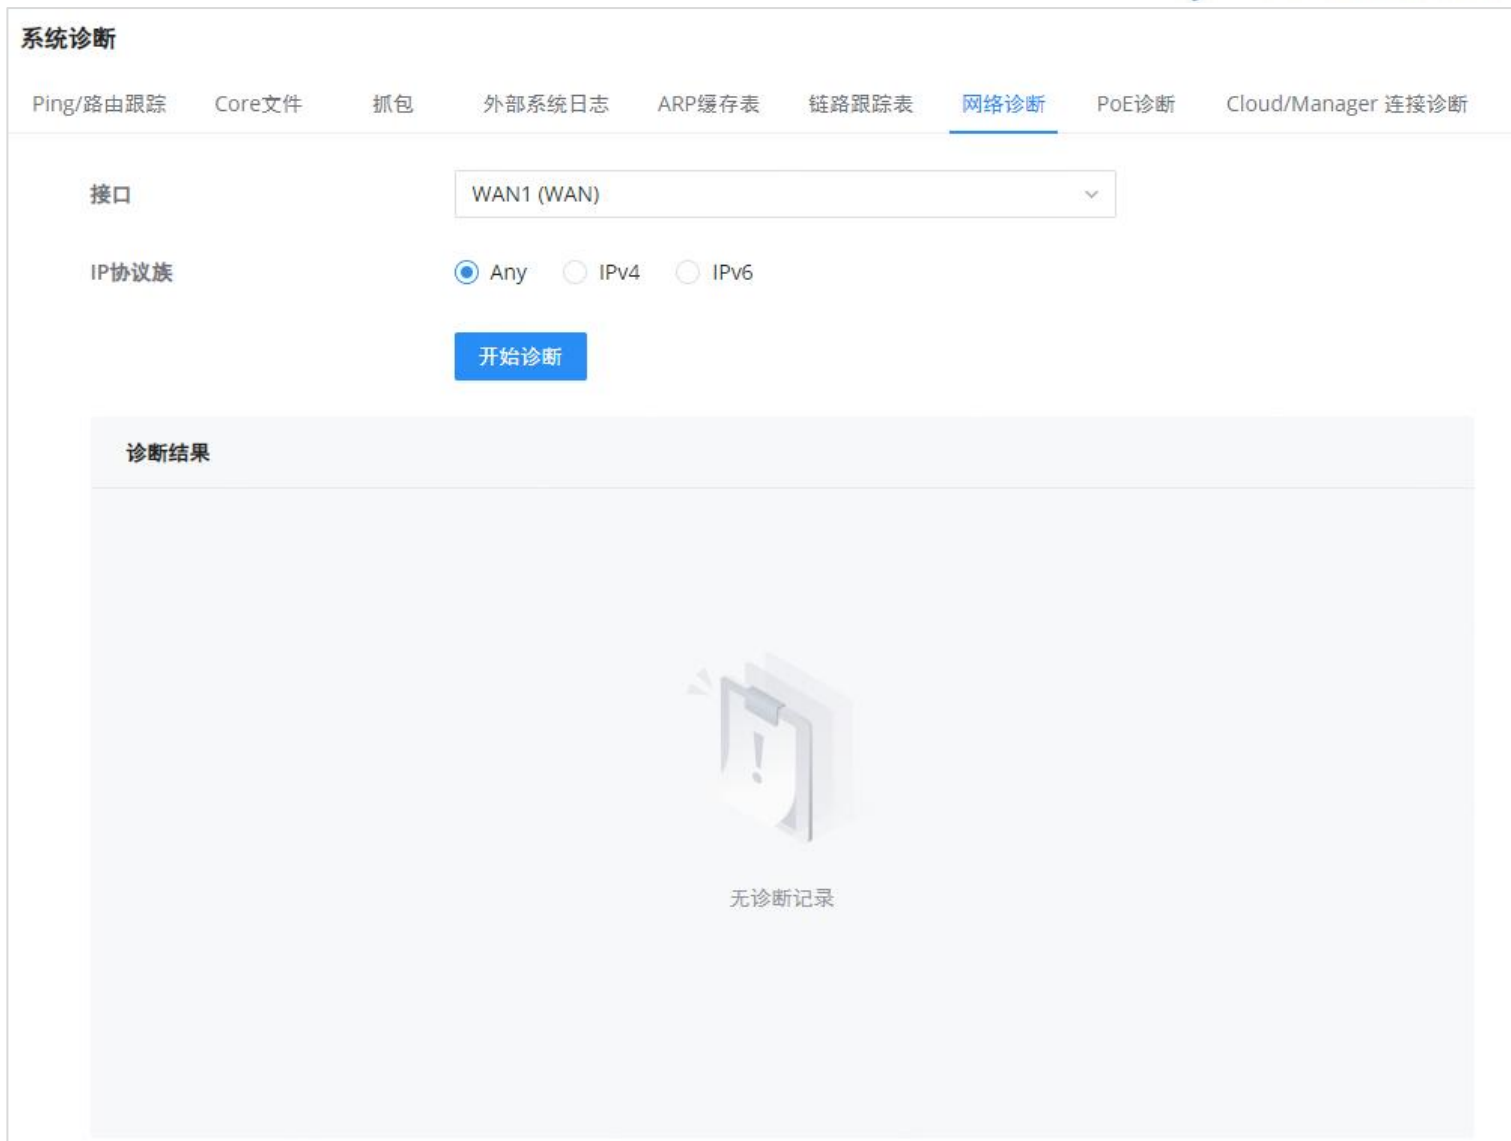 系统诊断
Ping/路由跟踪 Core文件 抓包 外部系统日志 ARP缓存表 链路跟踪表 网络诊断 PoE诊断 Cloud/Manager 连接诊断
接口 WAN1 (WAN)
IP协议族 Any IPv4 IPv6
开始诊断
诊断结果
无诊断记录